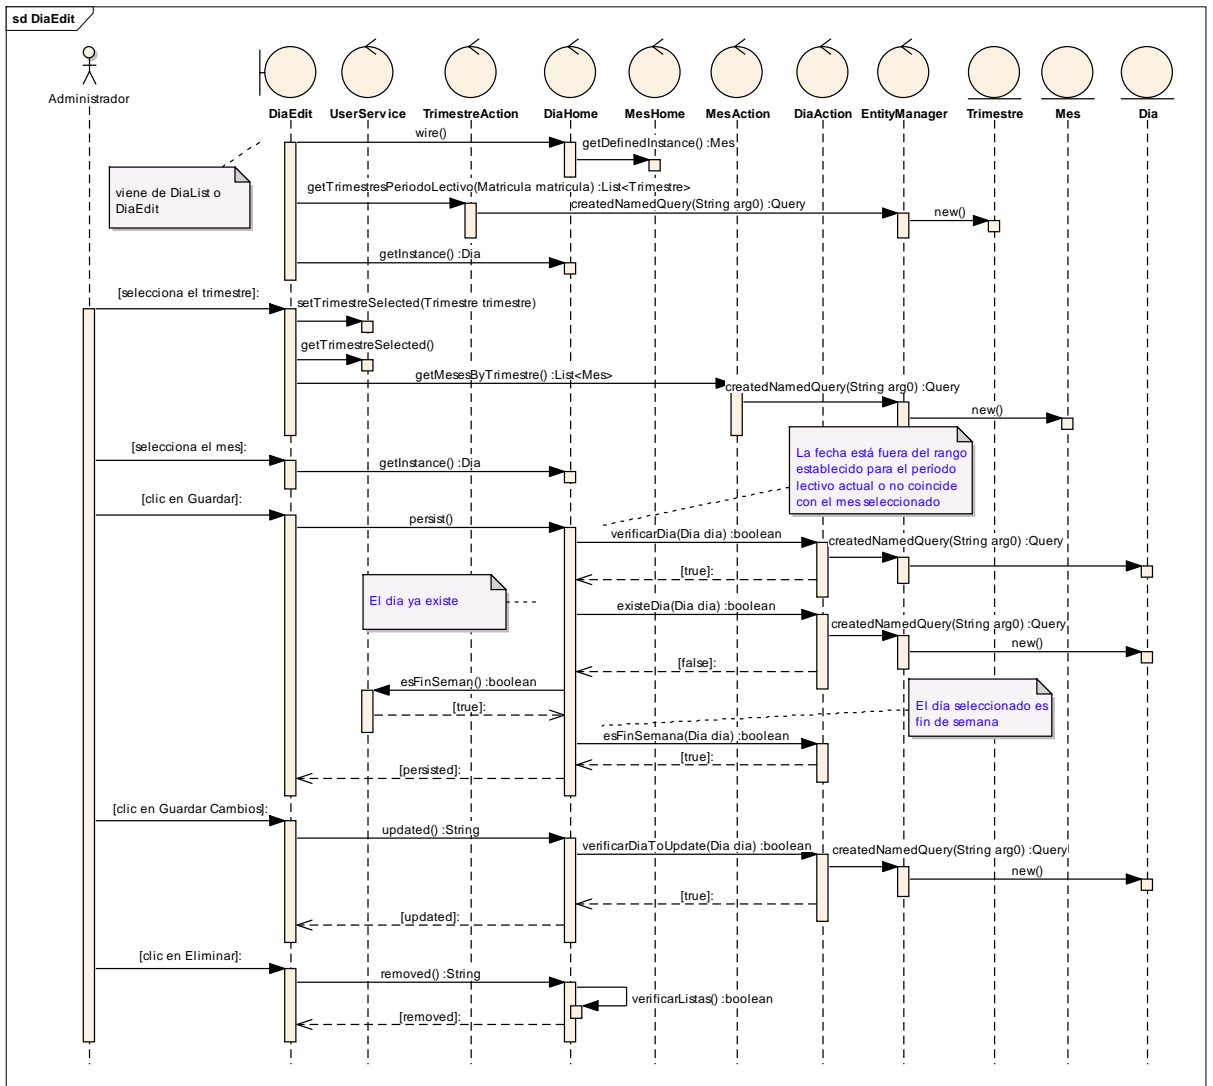 sd DiaEdit
Administrador
DiaEdit
UserService
TrimestreAction
DiaHome
MesHome
MesAction
DiaAction
EntityManager
Trimestre
Mes
Dia
wire()
getDefinedInstance() :Mes
viene de DiaList o
DiaEdit
getTrimestresPeriodoLectivo(Matricula matricula) :List<Trimestre>
createdNamedQuery(String arg0) :Query
new()
getInstance() :Dia
[selecciona el trimestre]:
setTrimestreSelected(Trimestre trimestre)
getTrimestreSelected()
getMesesByTrimestre() :List<Mes>
createdNamedQuery(String arg0) :Query
new()
[selecciona el mes]:
getInstance() :Dia
La fecha está fuera del rango
establecido para el período
lectivo actual o no coincide
con el mes seleccionado
[clic en Guardar]:
persist()
verificarDia(Dia dia) :boolean
createdNamedQuery(String arg0) :Query
[true]:
El dia ya existe
existeDia(Dia dia) :boolean
createdNamedQuery(String arg0) :Query
new()
[false]:
esFinSeman() :boolean
[true]:
El día seleccionado es
fin de semana
esFinSemana(Dia dia) :boolean
[true]:
[persisted]:
[clic en Guardar Cambios]:
updated() :String
verificarDiaToUpdate(Dia dia) :boolean
createdNamedQuery(String arg0) :Query
new()
[true]:
[updated]:
[clic en Eliminar]:
removed() :String
verificarListas() :boolean
[removed]: